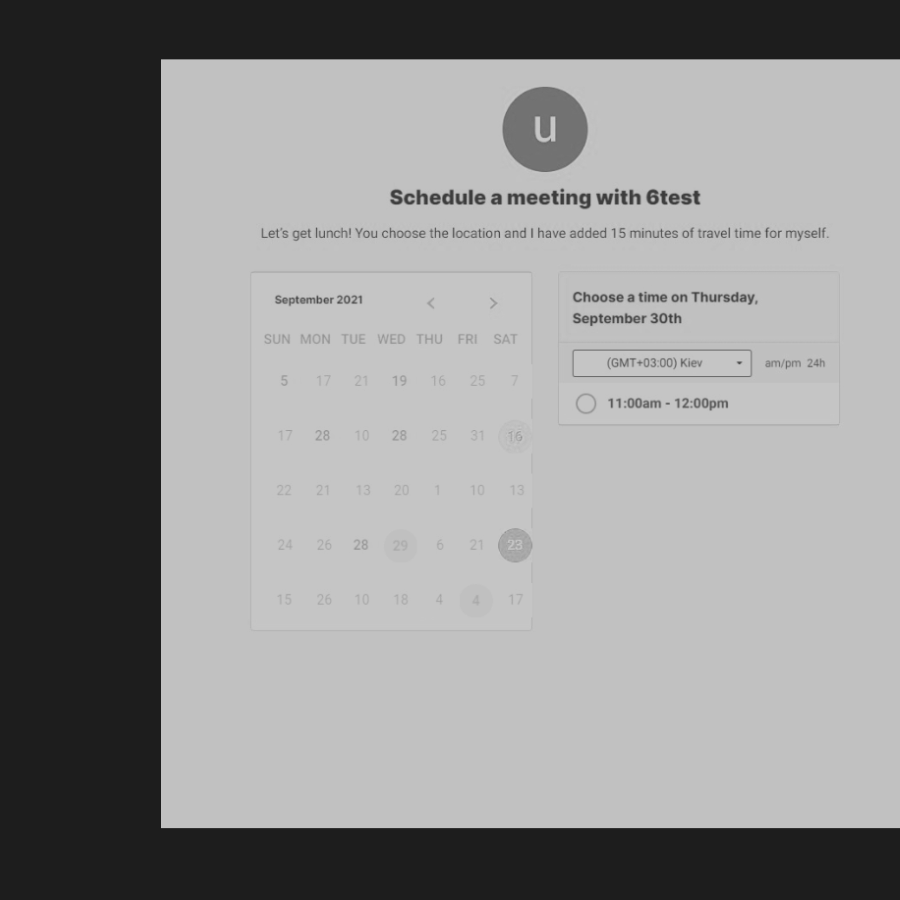 u
Schedule a meeting with 6test
Let's get lunch! You choose the location and I have added 15 minutes of travel time for myself.
September 2021
SUN MON TUE WED THU FRI SAT
5 17 21 19 16 25 7
17 28 10 28 25 31 16
22 21 13 20 1 10 13
24 26 28 29 6 21 23
15 26 10 18 4 4 17
Choose a time on Thursday,
September 30th
(GMT+03:00) Kiev am/pm 24h
11:00am - 12:00pm